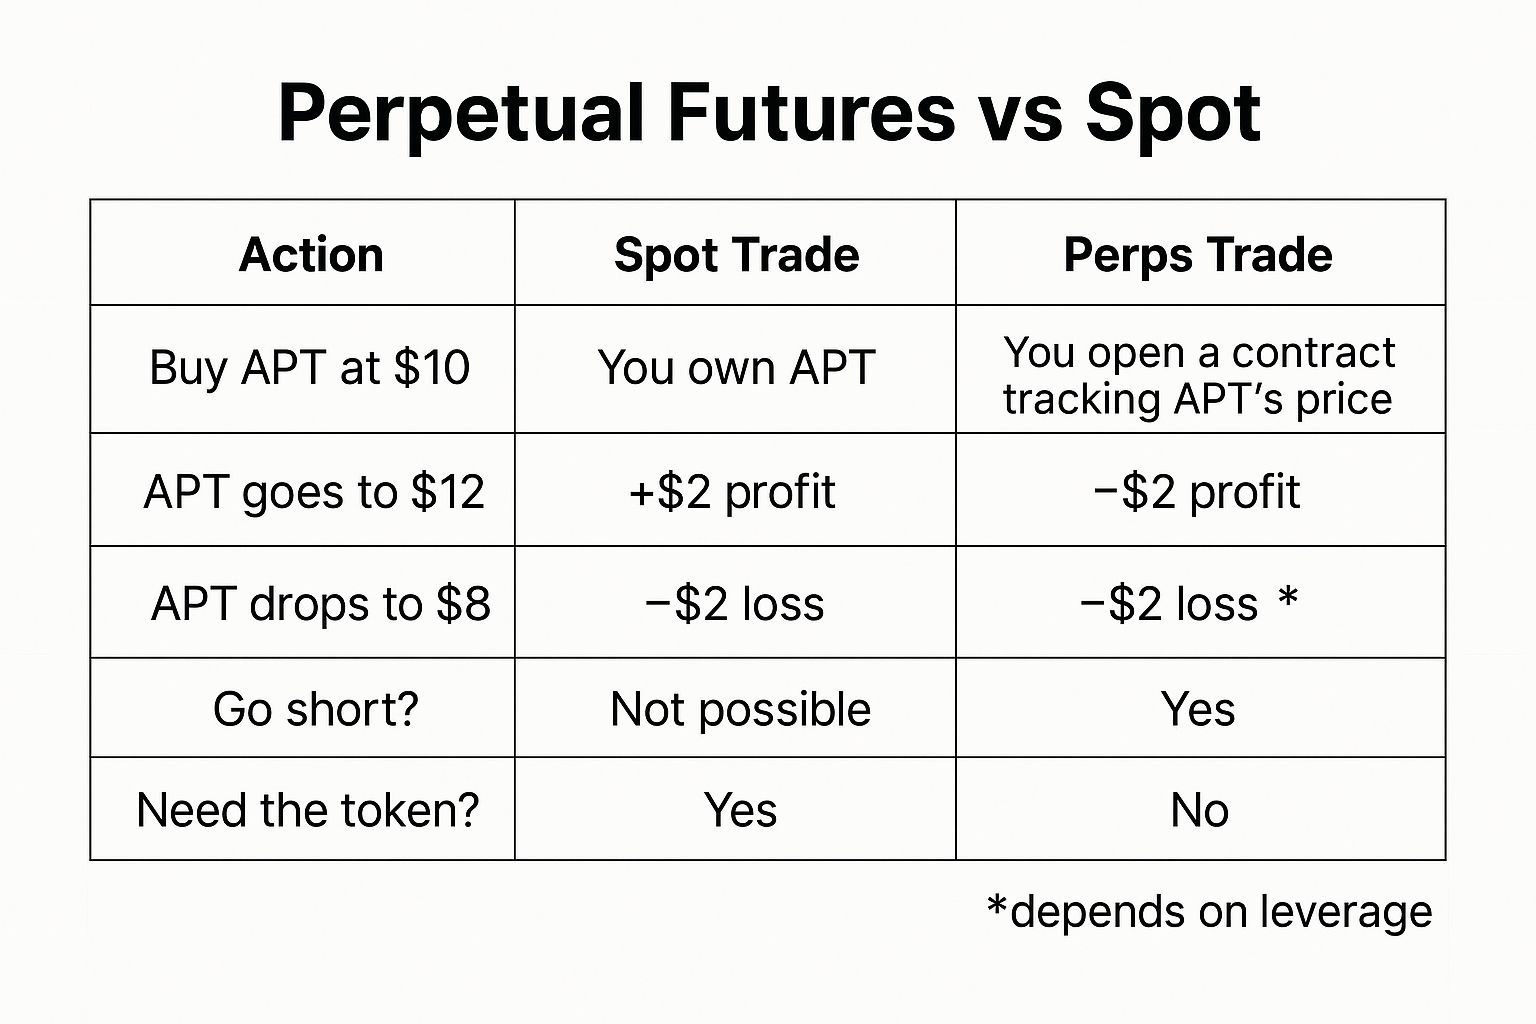 Perpetual Futures vs Spot
Action
Spot Trade
Perps Trade
Buy APT at $10
You own APT
You open a contract
tracking APT’s price
APT goes to $12
+$2 profit
−$2 profit
APT drops to $8
−$2 loss
−$2 loss *
Go short?
Not possible
Yes
Need the token?
Yes
No
*depends on leverage